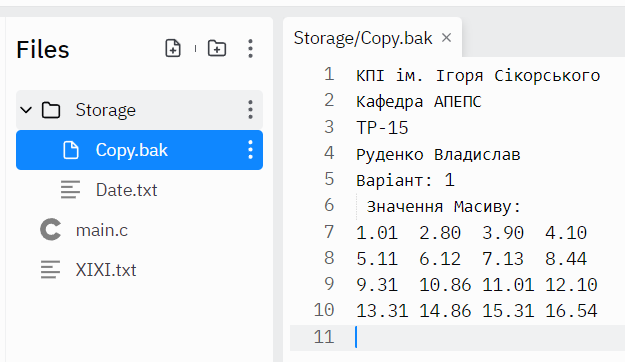 Files
Storage
Copy.bak
Date.txt
main.c
XIXI.txt
Storage/Copy.bak ×
1 КПІ ім. Ігоря Сікорського
2 Кафедра АПЕПС
3 ТР-15
4 Руденко Владислав
5 Варіант: 1
6 Значення Масиву:
7 1.01 2.80 3.90 4.10
8 5.11 6.12 7.13 8.44
9 9.31 10.86 11.01 12.10
10 13.31 14.86 15.31 16.54
11